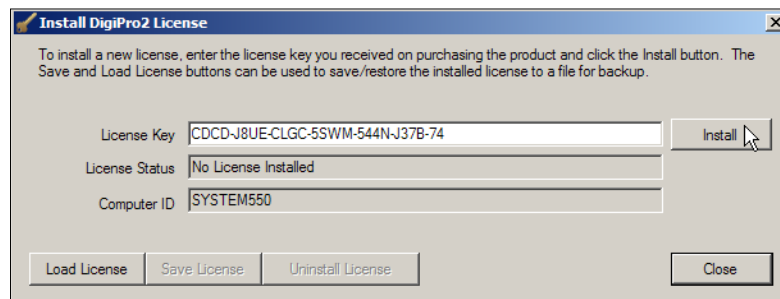 Install DigiPro2 License
To install a new license, enter the license key you received on purchasing the product and click the Install button. The
Save and Load License buttons can be used to save/restore the installed license to a file for backup.
License Key CDCD-J8UE-CLGC-5SWM-544N-J37B-74 Install
License Status No License Installed
Computer ID SYSTEM550
Load License Save License Uninstall License Close